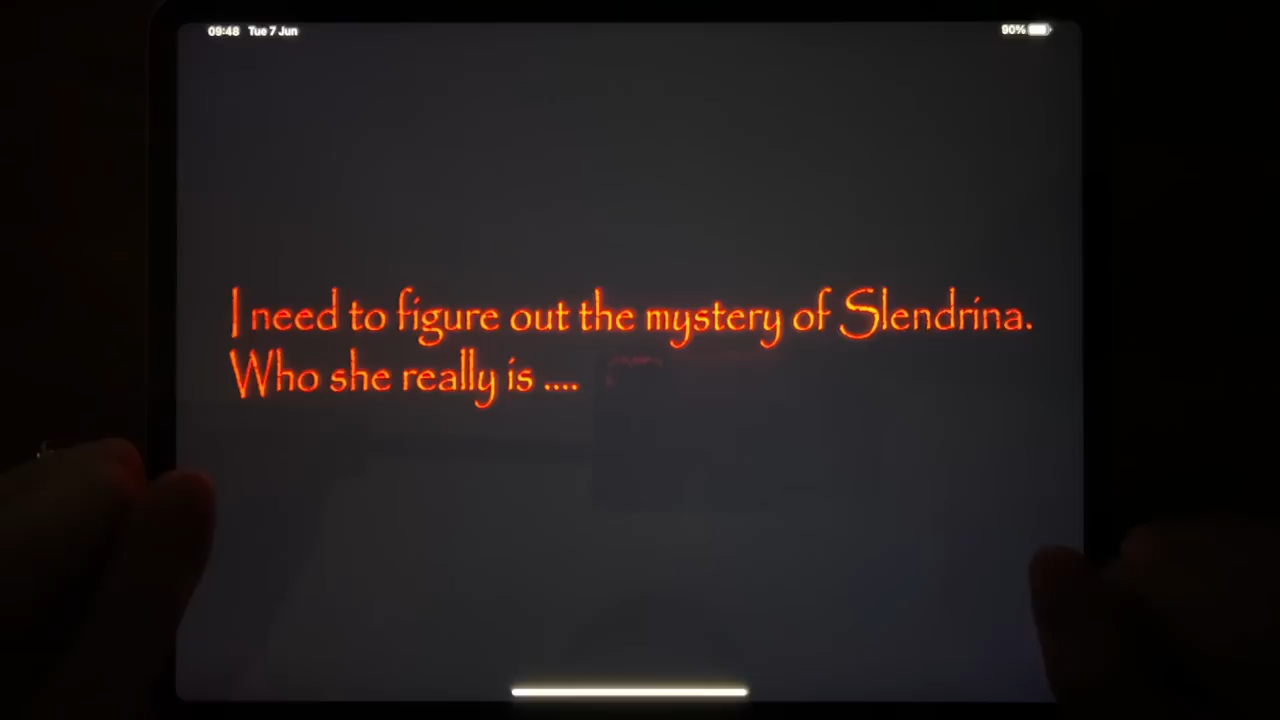 09:48 Tue 7 Jun 90%
I need to figure out the mystery of Slendrina.
Who she really is ....